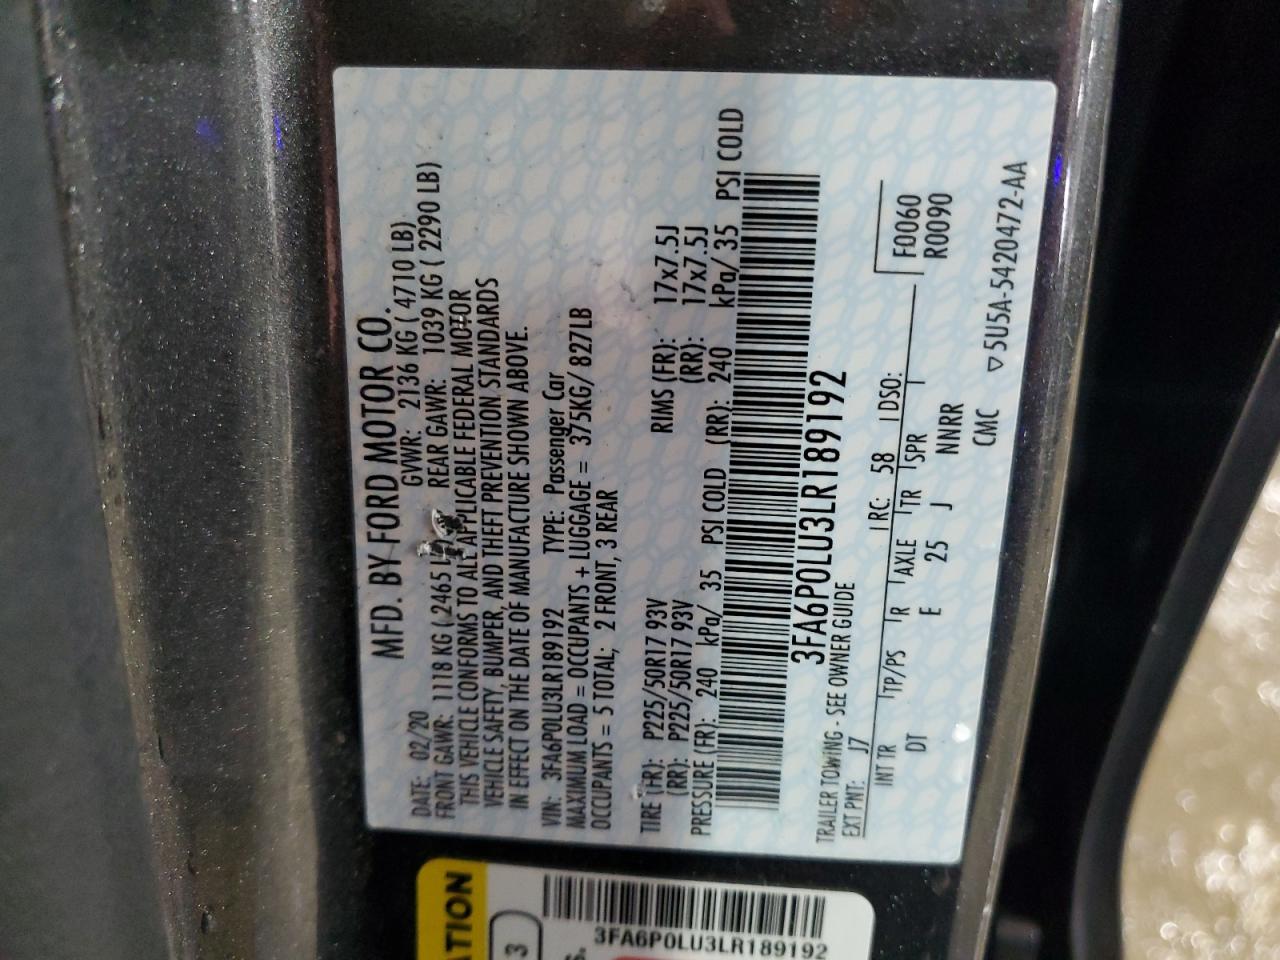 MFD. BY FORD MOTOR CO.
DATE: 02/20 GVWR: 2136 KG ( 4710 LB)
FRONT GAWR: 1118 KG ( 2465 REAR GAWR: 1039 KG ( 2290 LB)
THIS VEHICLE CONFORMS TO ALL APPLICABLE FEDERAL MOTOR
VEHICLE SAFETY, BUMPER, AND THEFT PREVENTION STANDARDS
IN EFFECT ON THE DATE OF MANUFACTURE SHOWN ABOVE.
VIN: 3FA6P0LU3LR189192 TYPE: Passenger Car
MAXIMUM LOAD = OCCUPANTS + LUGGAGE = 375KG/ 827LB
OCCUPANTS = 5 TOTAL; 2 FRONT, 3 REAR
TIRE (FR): P225/50R17 93V RIMS (FR): 17x7.5J
(RR): P225/50R17 93V (RR): 17x7.5J
PRESSURE (FR): 240 kPa/ 35 PSI COLD (RR): 240 kPa/ 35 PSI COLD
3FA6P0LU3LR189192
TRAILER TOWING - SEE OWNER GUIDE
EXT PNT: J7 RC: 58 DSO: F0060
INT TR TP/PS R AXLE TR SPR R0090
DT E 25 J NNRR
CMC ▽5U5A-5420472-AA
ATION
3
3FA6P0LU3LR189192